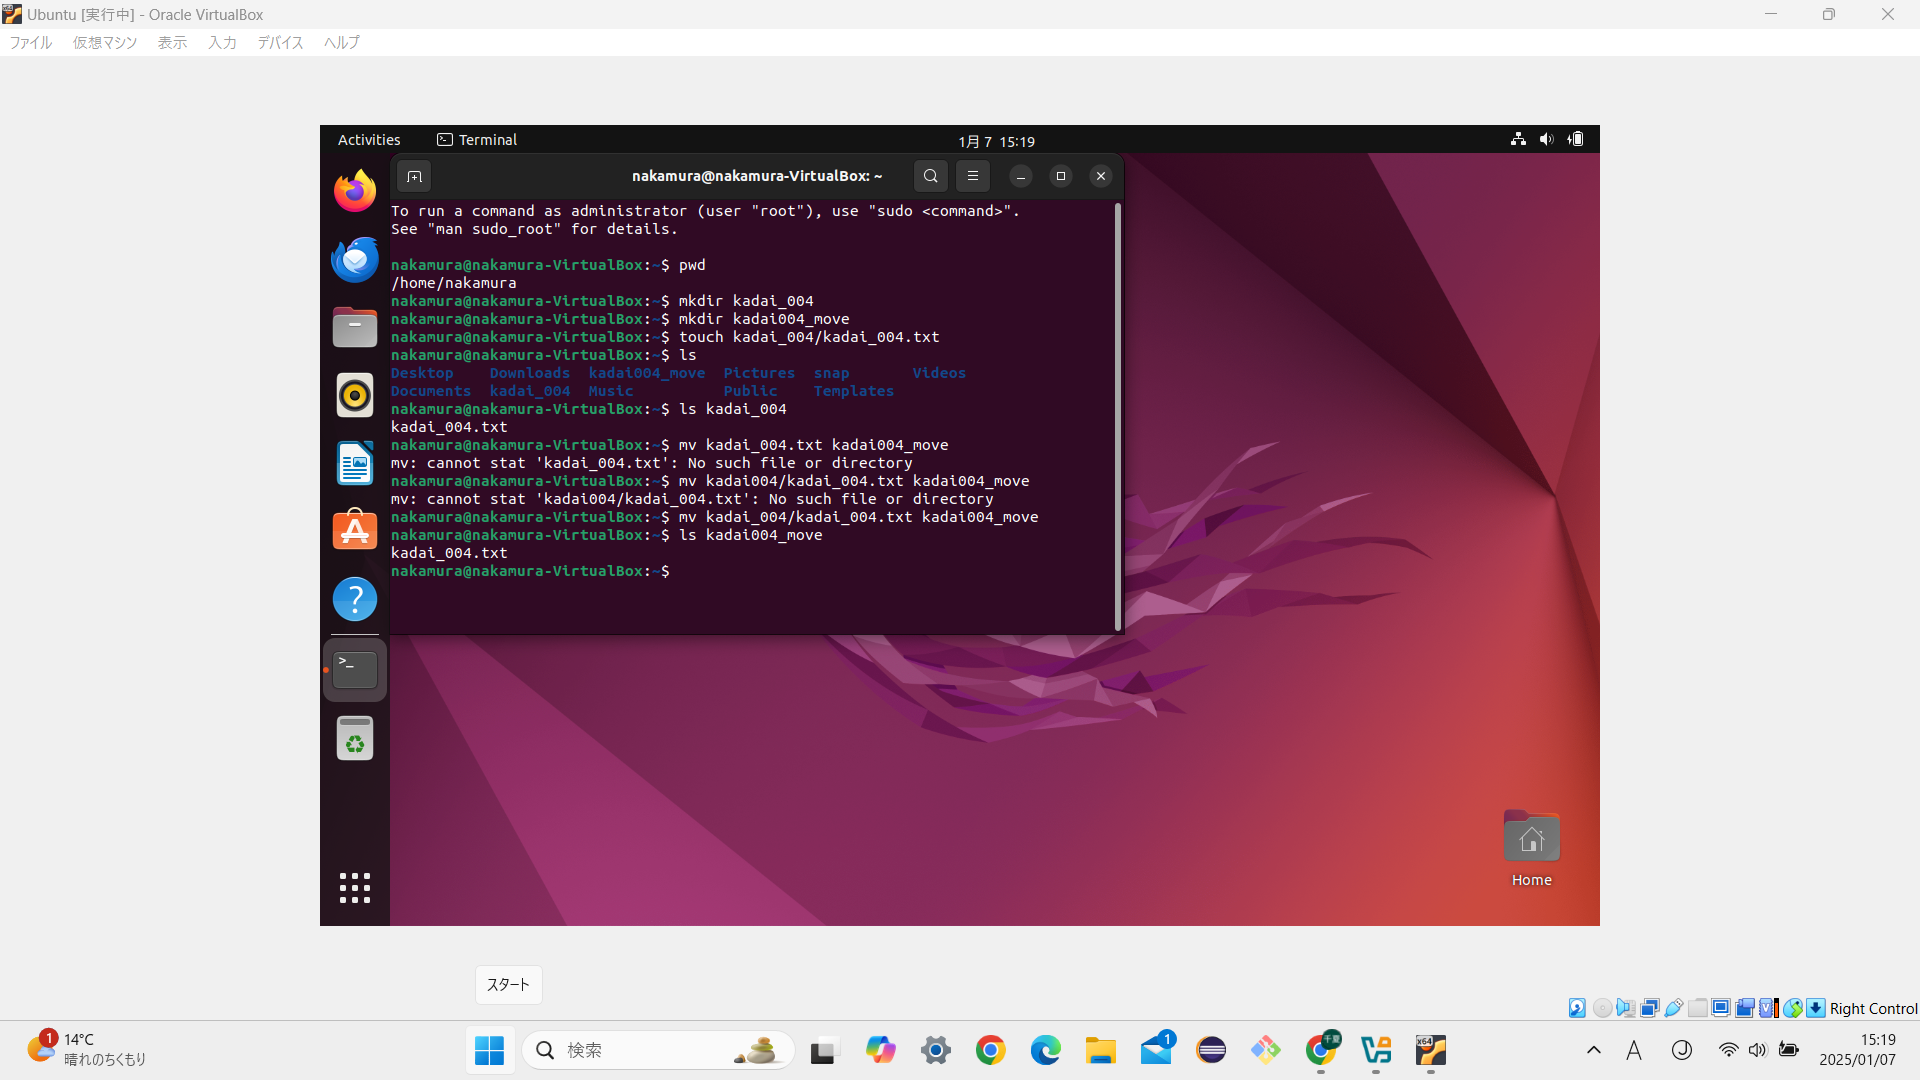 Ubuntu [実行中] - Oracle VirtualBox
ファイル 仮想マシン 表示 入力 デバイス ヘルプ
Activities Terminal 1月 7 15:19
nakamura@nakamura-VirtualBox: ~
To run a command as administrator (user "root"), use "sudo <command>".
See "man sudo_root" for details.
nakamura@nakamura-VirtualBox:~$ pwd
/home/nakamura
nakamura@nakamura-VirtualBox:~$ mkdir kadai_004
nakamura@nakamura-VirtualBox:~$ mkdir kadai004_move
nakamura@nakamura-VirtualBox:~$ touch kadai_004/kadai_004.txt
nakamura@nakamura-VirtualBox:~$ ls
Desktop Downloads kadai004_move Pictures snap Videos
Documents kadai_004 Music Public Templates
nakamura@nakamura-VirtualBox:~$ ls kadai_004
kadai_004.txt
nakamura@nakamura-VirtualBox:~$ mv kadai_004.txt kadai004_move
mv: cannot stat 'kadai_004.txt': No such file or directory
nakamura@nakamura-VirtualBox:~$ mv kadai004/kadai_004.txt kadai004_move
mv: cannot stat 'kadai004/kadai_004.txt': No such file or directory
nakamura@nakamura-VirtualBox:~$ mv kadai_004/kadai_004.txt kadai004_move
nakamura@nakamura-VirtualBox:~$ ls kadai004_move
kadai_004.txt
nakamura@nakamura-VirtualBox:~$
Home
スタート
Right Control
1
14°C
晴れのちくもり
検索
1
千夏
x64
A
15:19
2025/01/07